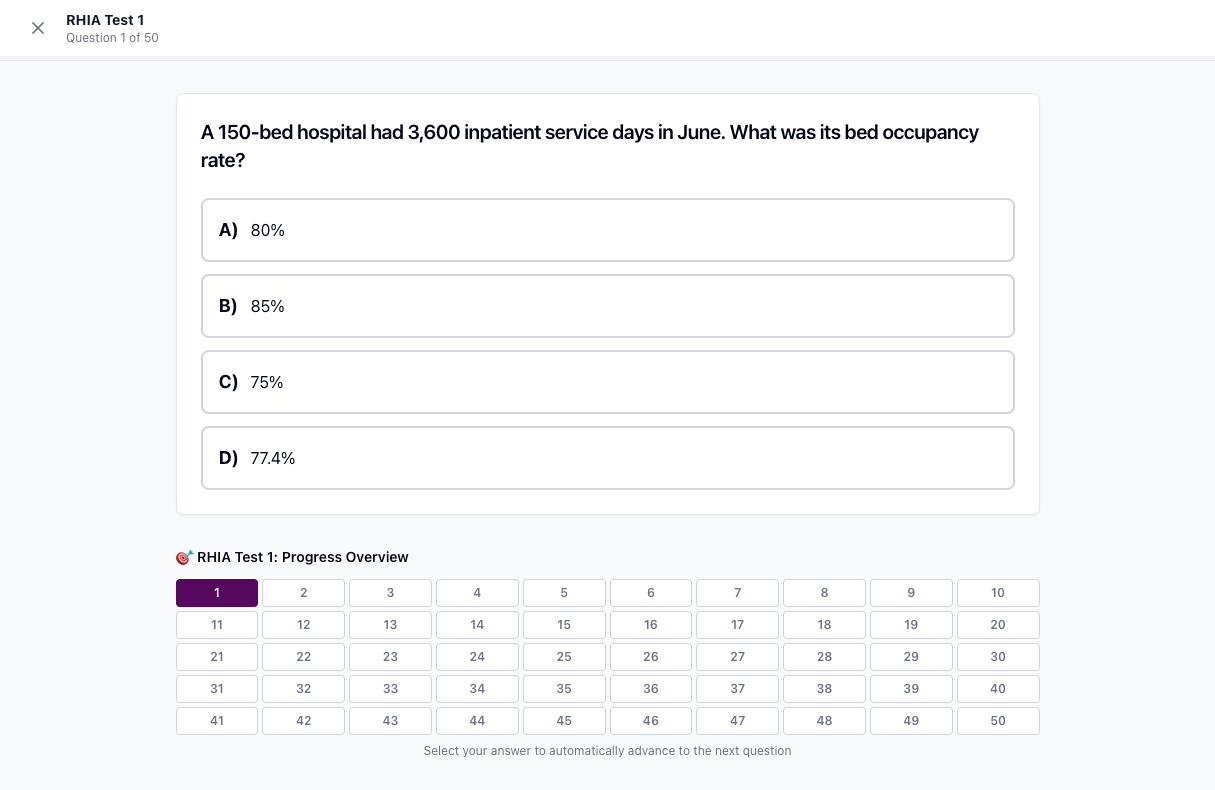 RHIA Test 1
Question 1 of 50
A 150-bed hospital had 3,600 inpatient service days in June. What was its bed occupancy
rate?
A) 80%
B) 85%
C) 75%
D) 77.4%
🎯 RHIA Test 1: Progress Overview
1 2 3 4 5 6 7 8 9 10
11 12 13 14 15 16 17 18 19 20
21 22 23 24 25 26 27 28 29 30
31 32 33 34 35 36 37 38 39 40
41 42 43 44 45 46 47 48 49 50
Select your answer to automatically advance to the next question